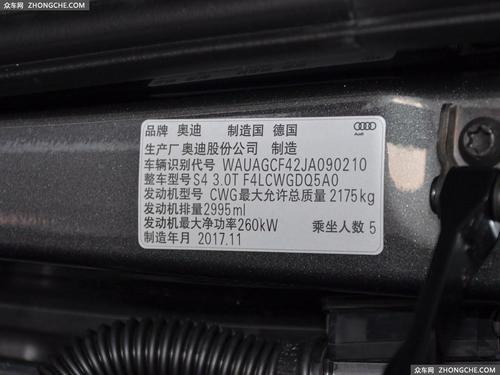 众车网 ZHONGCHE.COM
品牌 奥迪 制造国 德国
Audi
生产厂 奥迪股份公司 制造
车辆识别代号 WAUAGCF42JA090210
整车型号 S4 3.0T F4LCWGDQ5A0
发动机型号 CWG 最大允许总质量 2175kg
发动机排量 2995ml
发动机最大净功率 260kW 乘坐人数 5
制造年月 2017.11
众车网 ZHONGCHE.COM